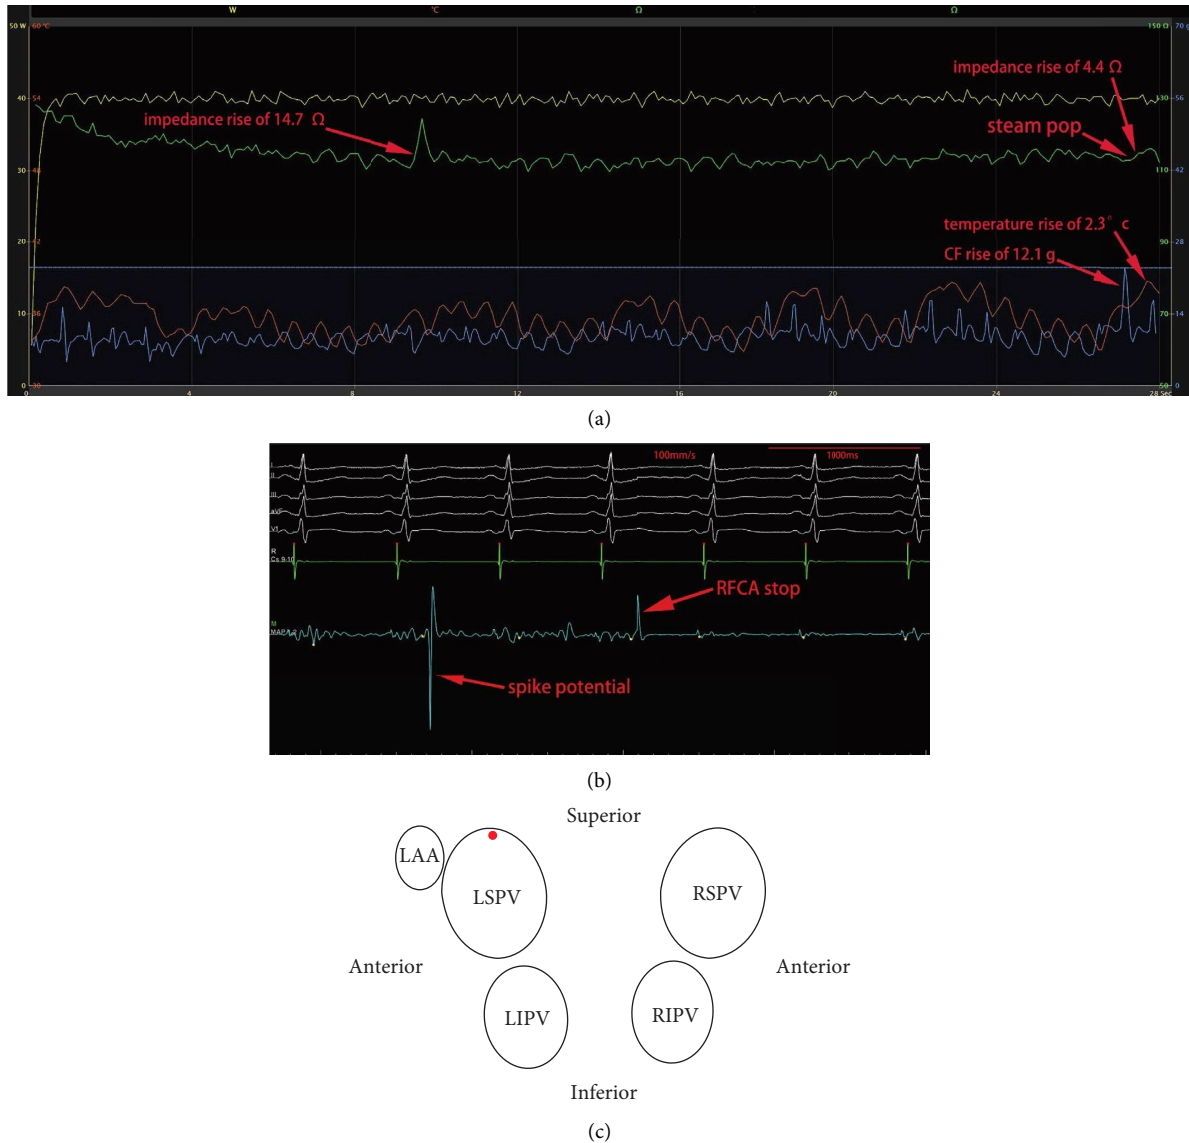 W °C Ω Ω
50 W 60 °C 150 Ω 70 g
impedance rise of 4.4 Ω
40 54 130 56
impedance rise of 14.7 Ω
steam pop
30 48 110 42
temperature rise of 2.3° c
20 42 90 28
CF rise of 12.1 g
10 36 70 14
0 30 50 0
0 4 8 12 16 20 24 28 Sec
(a)
100mm/s 1000ms
I
II
III
aVF
V1
R
Cs 9-10
RFCA stop
M
MAP 1-2
spike potential
(b)
Superior
LAA
LSPV RSPV
Anterior Anterior
LIPV RIPV
Inferior
(c)